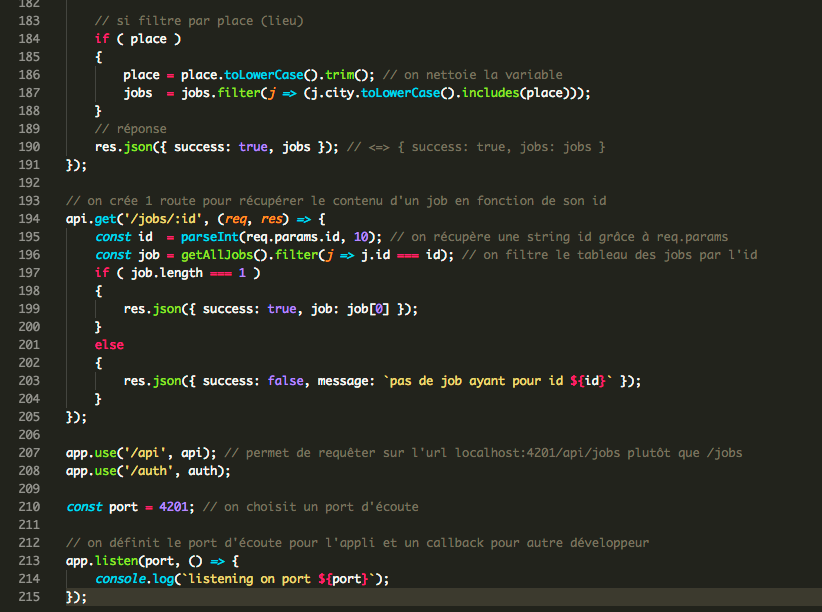 182
183 // si filtre par place (lieu)
184 if ( place )
185 {
186 place = place.toLowerCase().trim(); // on nettoie la variable
187 jobs  = jobs.filter(j => (j.city.toLowerCase().includes(place)));
188 }
189 // réponse
190 res.json({ success: true, jobs }); // <=> { success: true, jobs: jobs }
191 });
192
193 // on crée 1 route pour récupérer le contenu d'un job en fonction de son id
194 api.get('/jobs/:id', (req, res) => {
195 const id  = parseInt(req.params.id, 10); // on récupère une string id grâce à req.params
196 const job = getAllJobs().filter(j => j.id === id); // on filtre le tableau des jobs par l'id
197 if ( job.length === 1 )
198 {
199 res.json({ success: true, job: job[0] });
200 }
201 else
202 {
203 res.json({ success: false, message: `pas de job ayant pour id ${id}` });
204 }
205 });
206
207 app.use('/api', api); // permet de requêter sur l'url localhost:4201/api/jobs plutôt que /jobs
208 app.use('/auth', auth);
209
210 const port = 4201; // on choisit un port d'écoute
211
212 // on définit le port d'écoute pour l'appli et un callback pour autre développeur
213 app.listen(port, () => {
214 console.log(`listening on port ${port}`);
215 });